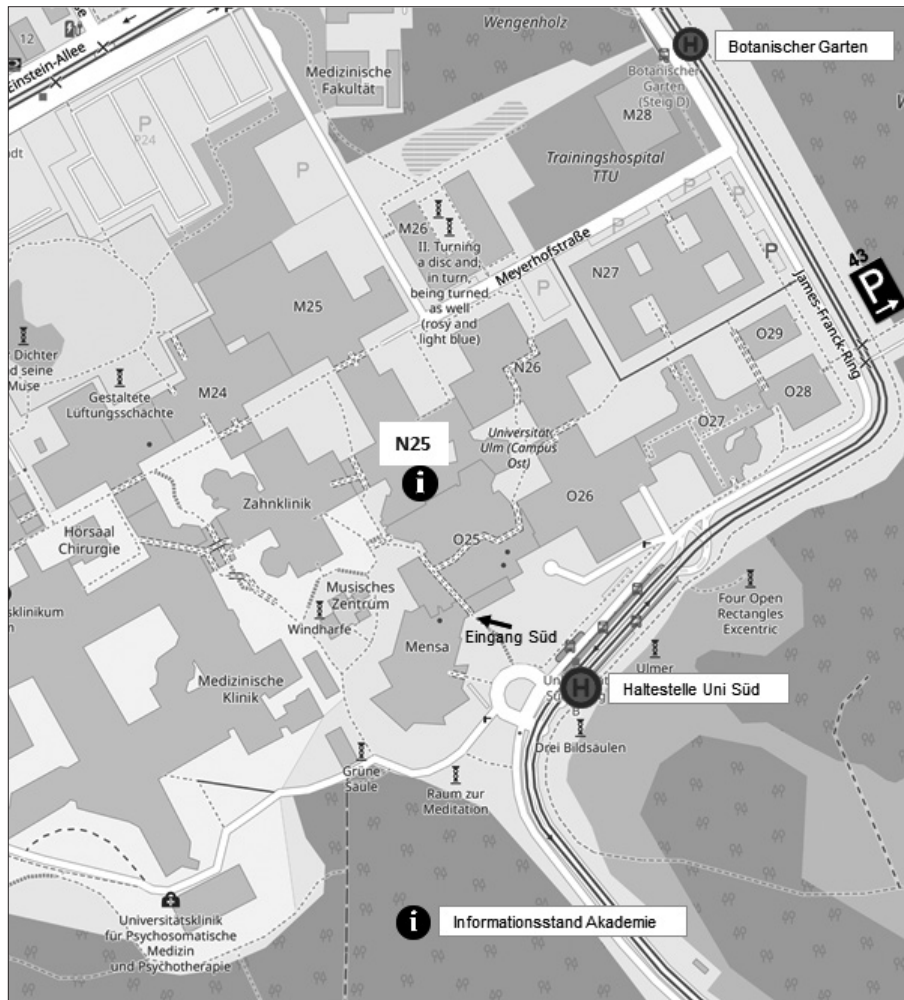 Wengenholz
12
Einstein-Allee
Medizinische
Fakultät
Botanischer Garten
Botanischer
Garten
(Steig D)
M28
P
P24
P
Trainingshospital
TTU
M26
II. Turning
a disc and,
in turn,
being turned
as well
(rosy and
light blue)
Meyerhofstraße
P
P
P
P
P
N27
43
P
James-Franck-Ring
M25
Dichter
d seine
Muse
Gestaltete
Lüftungsschächte
M24
N26
O29
O28
O27
N25
i
Universität
Ulm (Campus
Ost)
Zahnklinik
O26
Hörsaal
Chirurgie
O25
Musisches
Zentrum
Windharfe
sklinikum
Four Open
Rectangles
Excentric
Eingang Süd
Mensa
Ulmer
Medizinische
Klinik
H
Haltestelle Uni Süd
Drei Bildsäulen
Grüne
Säule
Raum zur
Meditation
i
Informationsstand Akademie
Universitätsklinik
für Psychosomatische
Medizin
und Psychotherapie